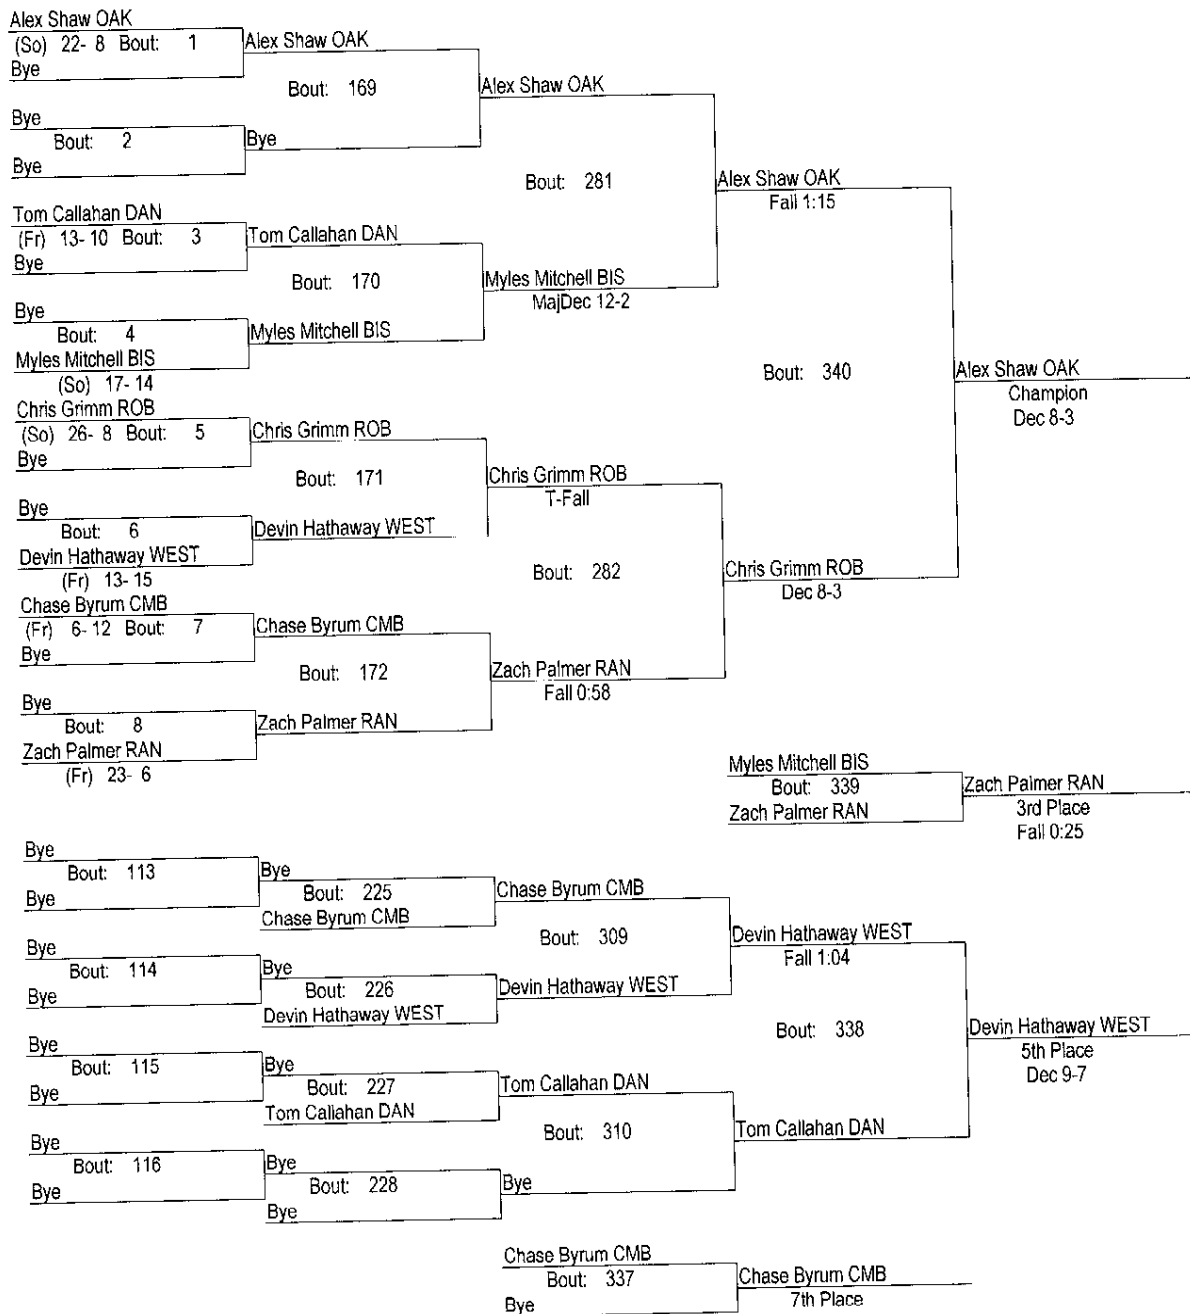 Alex Shaw OAK
(So) 22- 8 Bout: 1
Bye
Alex Shaw OAK
Bout: 169
Alex Shaw OAK
Bye
Bout: 2
Bye
Bye
Bout: 281
Alex Shaw OAK
Fall 1:15
Tom Callahan DAN
(Fr) 13- 10 Bout: 3
Bye
Tom Callahan DAN
Bout: 170
Myles Mitchell BIS
MajDec 12-2
Bye
Bout: 4
Myles Mitchell BIS
(So) 17- 14
Myles Mitchell BIS
Bout: 340
Alex Shaw OAK
Champion
Dec 8-3
Chris Grimm ROB
(So) 26- 8 Bout: 5
Bye
Chris Grimm ROB
Bout: 171
Chris Grimm ROB
T-Fall
Bye
Bout: 6
Devin Hathaway WEST
(Fr) 13- 15
Devin Hathaway WEST
Bout: 282
Chris Grimm ROB
Dec 8-3
Chase Byrum CMB
(Fr) 6- 12 Bout: 7
Bye
Chase Byrum CMB
Bout: 172
Zach Palmer RAN
Fall 0:58
Bye
Bout: 8
Zach Palmer RAN
(Fr) 23- 6
Zach Palmer RAN
Myles Mitchell BIS
Bout: 339
Zach Palmer RAN
Zach Palmer RAN
3rd Place
Fall 0:25
Bye
Bout: 113
Bye
Bye
Bout: 225
Chase Byrum CMB
Chase Byrum CMB
Bout: 309
Devin Hathaway WEST
Fall 1:04
Bye
Bout: 114
Bye
Bye
Bout: 226
Devin Hathaway WEST
Devin Hathaway WEST
Bout: 338
Devin Hathaway WEST
5th Place
Dec 9-7
Bye
Bout: 115
Bye
Bye
Bout: 227
Tom Callahan DAN
Tom Callahan DAN
Bout: 310
Tom Callahan DAN
Bye
Bout: 116
Bye
Bye
Bout: 228
Bye
Bye
Chase Byrum CMB
Bout: 337
Bye
Chase Byrum CMB
7th Place